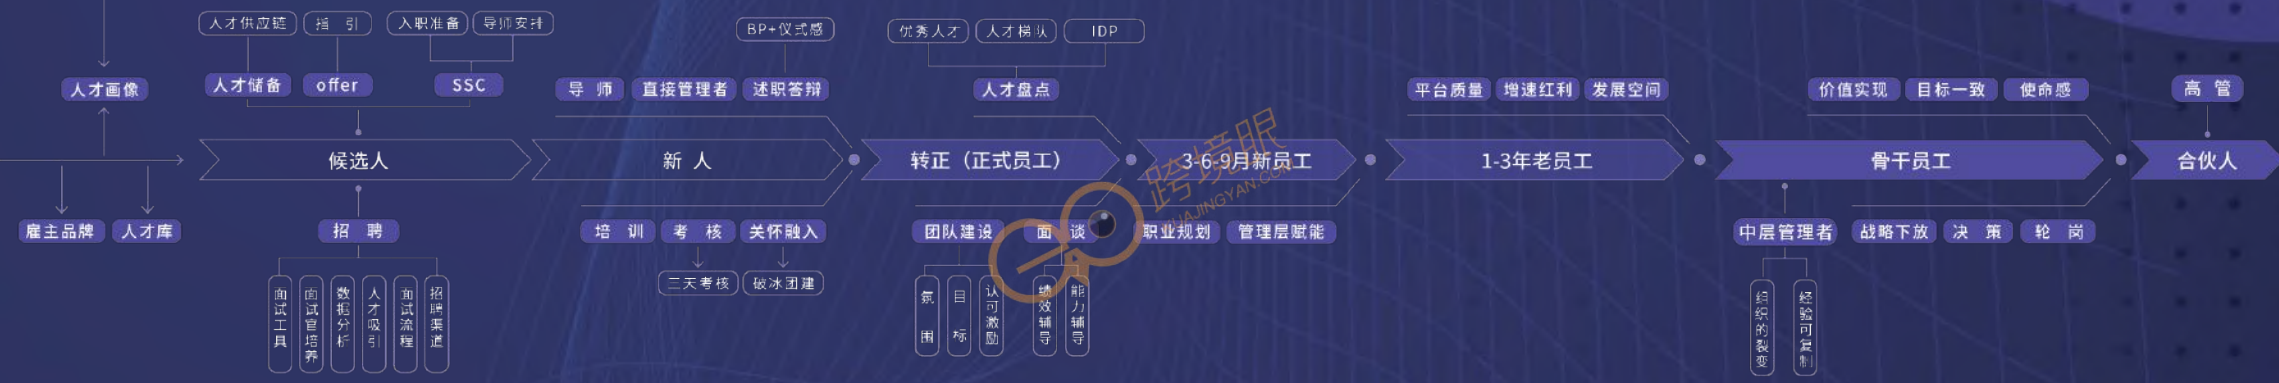 人才供应链
指 引
入职准备
导师安排
BP+仪式感
优秀人才
人才梯队
IDP
人才画像
人才储备
offer
SSC
导 师
直接管理者
述职答辩
人才盘点
平台质量
增速红利
发展空间
价值实现
目标一致
使命感
高 管
候选人
新 人
转正（正式员工）
3-6-9月新员工
1-3年老员工
骨干员工
合伙人
雇主品牌
人才库
招 聘
培 训
考 核
关怀融入
团队建设
面 谈
职业规划
管理层赋能
中层管理者
战略下放
决 策
轮 岗
三天考核
破冰团建
面试工具
面试官培养
数据分析
人才吸引
面试流程
招聘渠道
氛围
目标
认可激励
绩效辅导
能力辅导
组织的裂变
经验可复制
跨境眼
KUAJINGYAN.COM